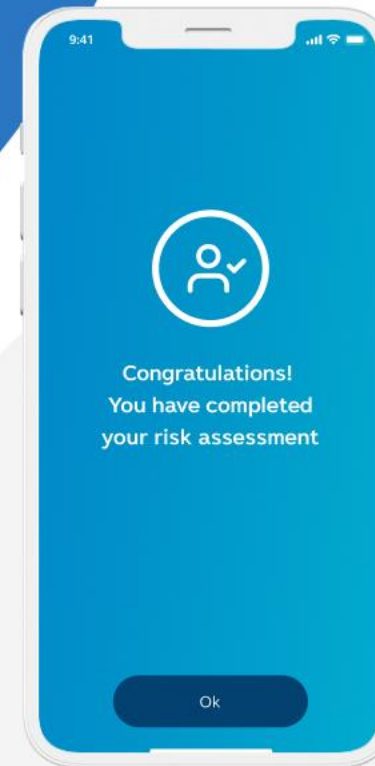 9:41
Congratulations!
You have completed
your risk assessment
Ok